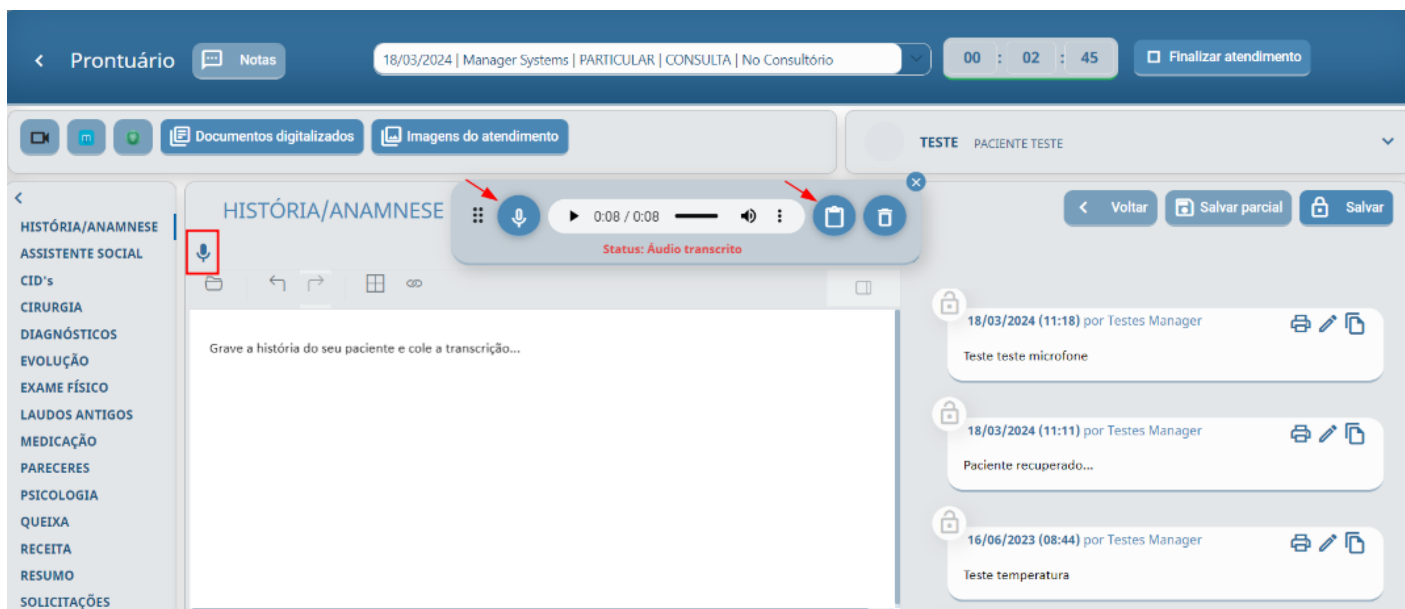 Prontuário
Notas
18/03/2024 | Manager Systems | PARTICULAR | CONSULTA | No Consultório
00 : 02 : 45
Finalizar atendimento
m
Documentos digitalizados
Imagens do atendimento
TESTE PACIENTE TESTE
HISTÓRIA/ANAMNESE
ASSISTENTE SOCIAL
CID's
CIRURGIA
DIAGNÓSTICOS
EVOLUÇÃO
EXAME FÍSICO
LAUDOS ANTIGOS
MEDICAÇÃO
PARECERES
PSICOLOGIA
QUEIXA
RECEITA
RESUMO
SOLICITAÇÕES
HISTÓRIA/ANAMNESE
0:08 / 0:08
Status: Áudio transcrito
Grave a história do seu paciente e cole a transcrição...
Voltar
Salvar parcial
Salvar
18/03/2024 (11:18) por Testes Manager
Teste teste microfone
18/03/2024 (11:11) por Testes Manager
Paciente recuperado...
16/06/2023 (08:44) por Testes Manager
Teste temperatura